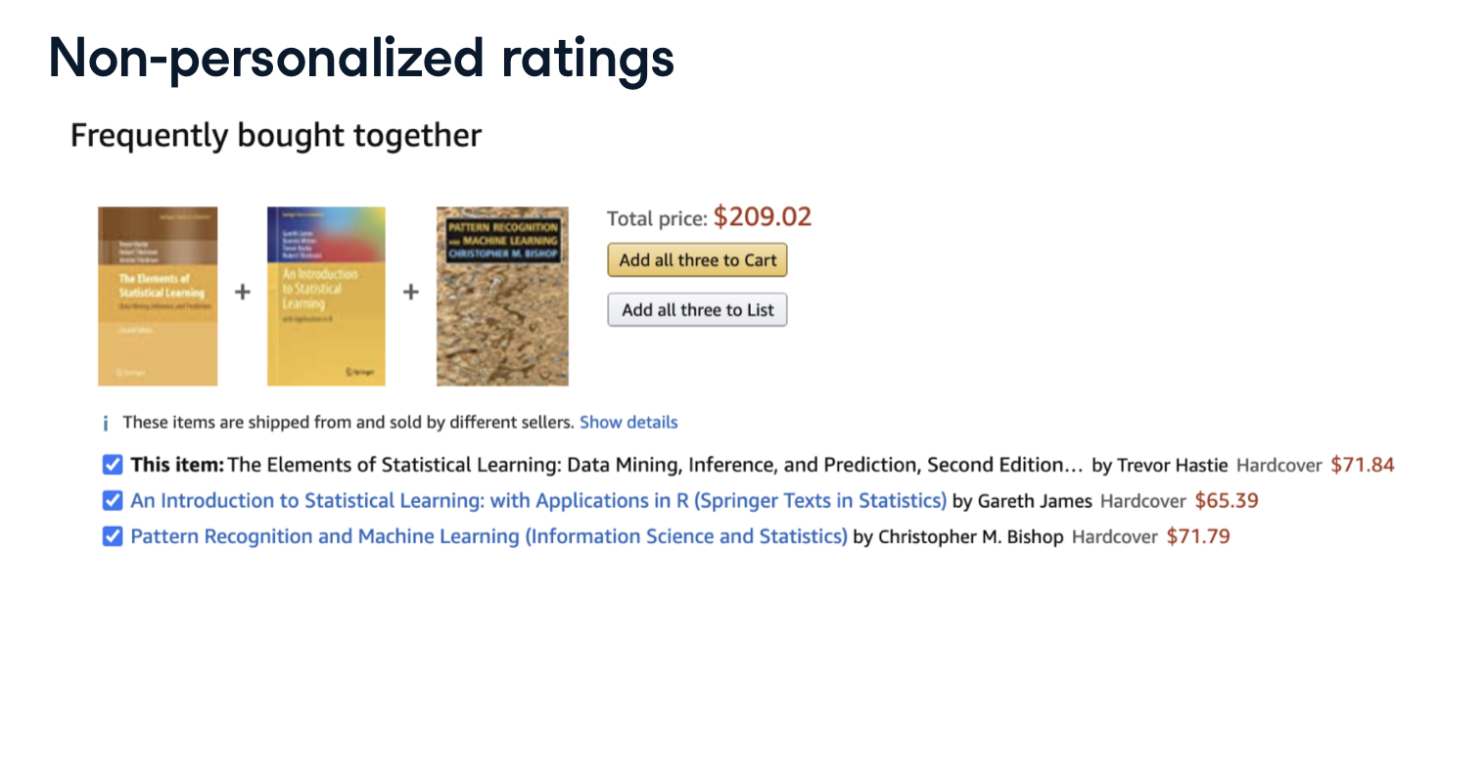 Non-personalized ratings
Frequently bought together
The Elements of
Statistical Learning
An Introduction
to Statistical
Learning
PATTERN RECOGNITION
AND MACHINE LEARNING
CHRISTOPHER M. BISHOP
+
+
Total price: $209.02
Add all three to Cart
Add all three to List
i These items are shipped from and sold by different sellers. Show details
This item: The Elements of Statistical Learning: Data Mining, Inference, and Prediction, Second Edition... by Trevor Hastie Hardcover $71.84
An Introduction to Statistical Learning: with Applications in R (Springer Texts in Statistics) by Gareth James Hardcover $65.39
Pattern Recognition and Machine Learning (Information Science and Statistics) by Christopher M. Bishop Hardcover $71.79